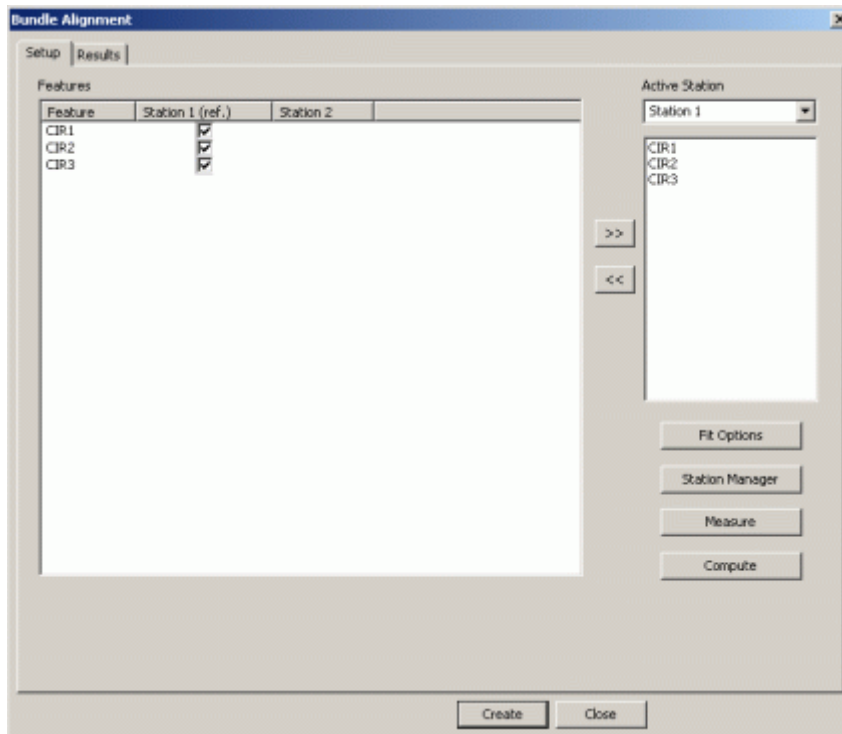 Bundle Alignment
Setup Results
Features
Feature Station 1 (ref.) Station 2
CIR1
CIR2
CIR3
Active Station
Station 1
CIR1
CIR2
CIR3
>>
<<
Fit Options
Station Manager
Measure
Compute
Create Close